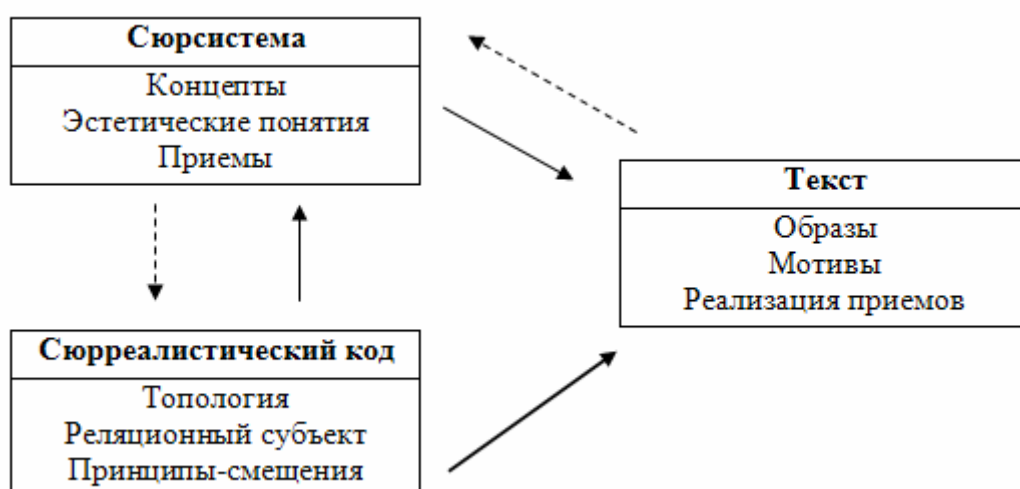 Сюрсистема
Концепты
Эстетические понятия
Приемы
Текст
Образы
Мотивы
Реализация приемов
Сюрреалистический код
Топология
Реляционный субъект
Принципы-смещения